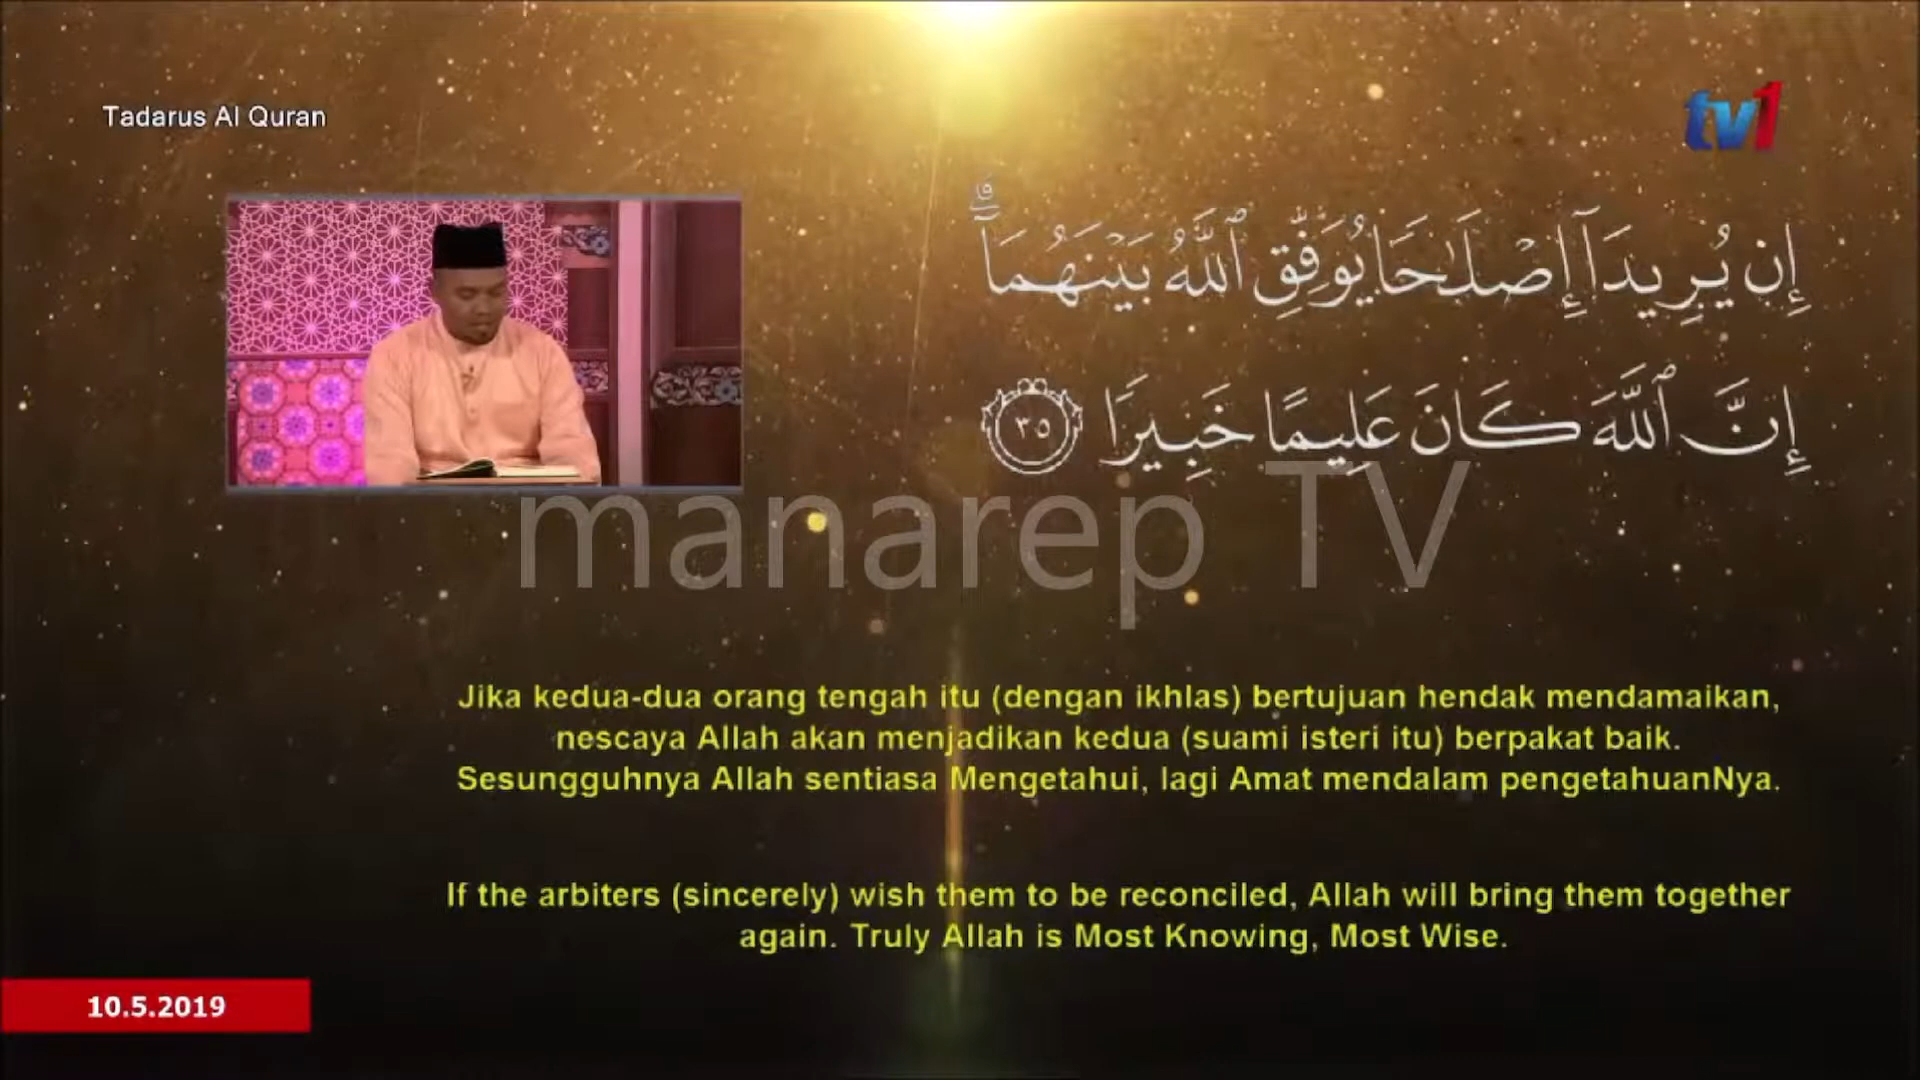 Tadarus Al Quran
tv1
إِن يُرِيدَآ إِصْلَـٰحًا يُوَفِّقِ ٱللَّهُ بَيْنَهُمَآ ۗ
إِنَّ ٱللَّهَ كَانَ عَلِيمًا خَبِيرًا ٣٥
manarep TV
Jika kedua-dua orang tengah itu (dengan ikhlas) bertujuan hendak mendamaikan,
nescaya Allah akan menjadikan kedua (suami isteri itu) berpakat baik.
Sesungguhnya Allah sentiasa Mengetahui, lagi Amat mendalam pengetahuanNya.
If the arbiters (sincerely) wish them to be reconciled, Allah will bring them together
again. Truly Allah is Most Knowing, Most Wise.
10.5.2019